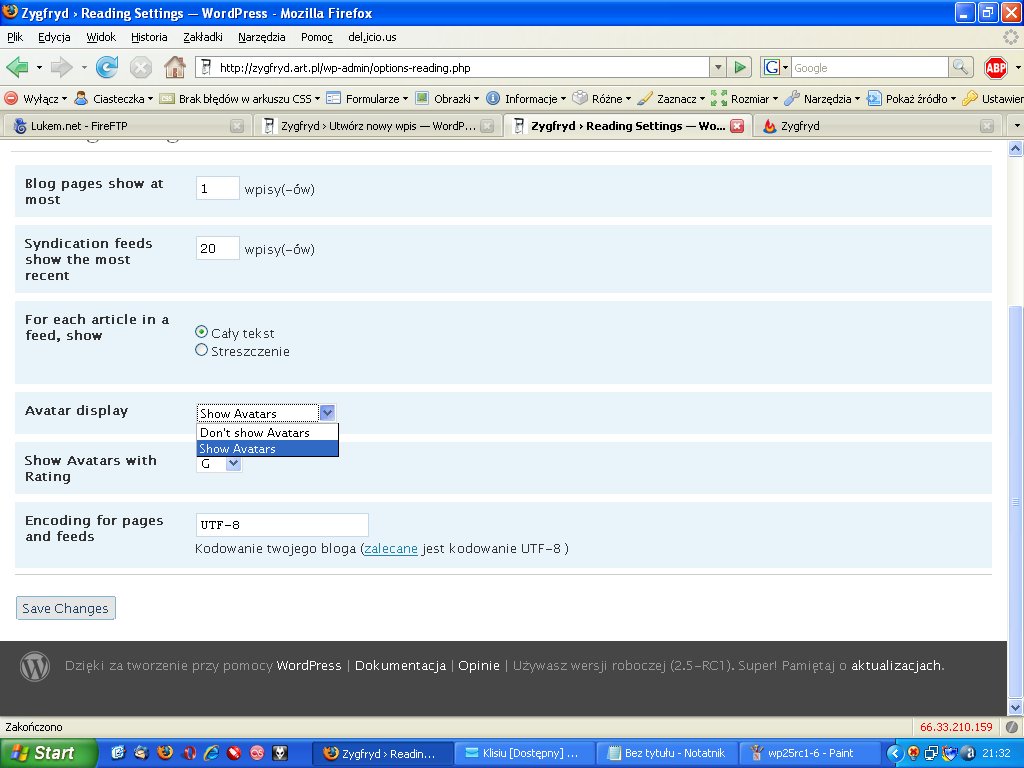 Zygfryd › Reading Settings — WordPress - Mozilla Firefox
Plik Edycja Widok Historia Zakładki Narzędzia Pomoc del.icio.us
http://zygfryd.art.pl/wp-admin/options-reading.php G Google ABP
Wyłącz Ciasteczka Brak błędów w arkuszu CSS Formularze Obrazki Informacje Różne Zaznacz Rozmiar Narzędzia Pokaż źródło Ustawier
Lukem.net - FireFTP Zygfryd › Utwórz nowy wpis — WordP... Zygfryd › Reading Settings — Wo... Zygfryd
Blog pages show at most
1 wpisy(-ów)
Syndication feeds show the most recent
20 wpisy(-ów)
For each article in a feed, show
Cały tekst
Streszczenie
Avatar display
Show Avatars
Don't show Avatars
Show Avatars
Show Avatars with Rating
G
Encoding for pages and feeds
UTF-8
Kodowanie twojego bloga (zalecane jest kodowanie UTF-8 )
Save Changes
Dzięki za tworzenie przy pomocy WordPress | Dokumentacja | Opinie | Używasz wersji roboczej (2.5-RC1). Super! Pamiętaj o aktualizacjach.
Zakończono 66.33.210.159
Start Zygfryd › Readin... Klisiu [Dostępny] ... Bez tytułu - Notatnik wp25rc1-6 - Paint 21:32